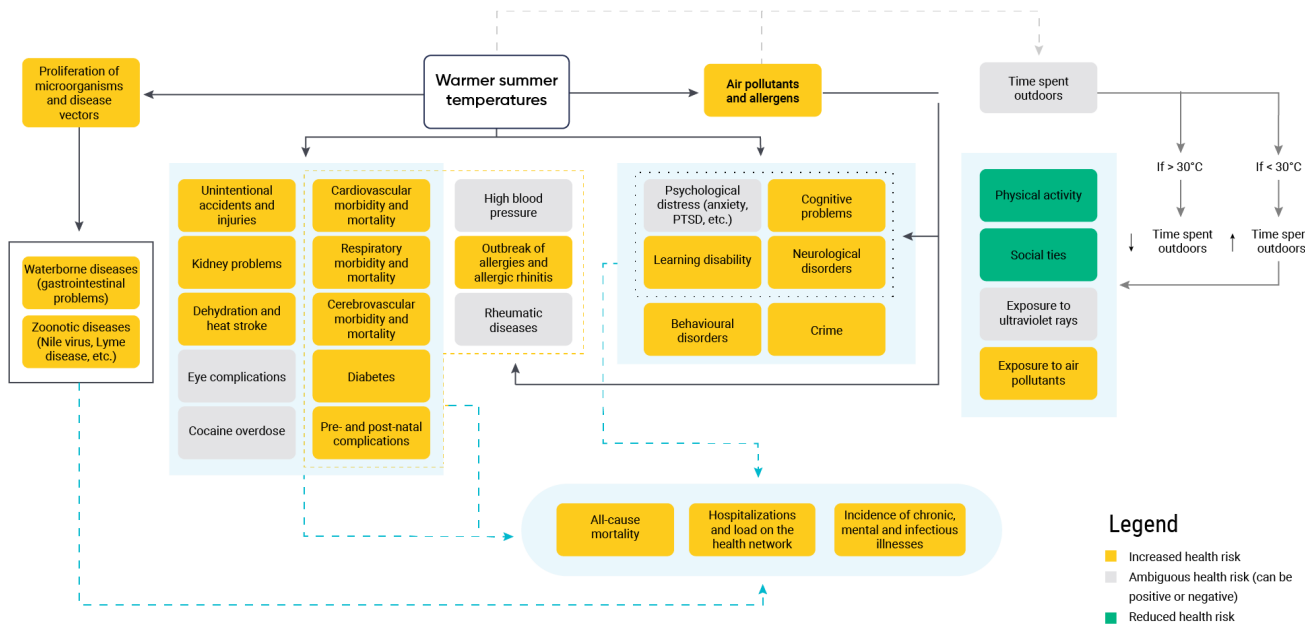 Proliferation of
microorganisms and
disease
vectors
Warmer summer
temperatures
Air pollutants
and allergens
Time spent
outdoors
If > 30°C
If < 30°C
Time spent
outdoors
Time spent
outdoors
Waterborne diseases
(gastrointestinal
problems)
Zoonotic diseases
(Nile virus, Lyme
disease, etc.)
Unintentional
accidents and
injuries
Kidney problems
Dehydration and
heat stroke
Eye complications
Cocaine overdose
Cardiovascular
morbidity and
mortality
Respiratory
morbidity and
mortality
Cerebrovascular
morbidity and
mortality
Diabetes
Pre- and post-natal
complications
High blood
pressure
Outbreak of
allergies and
allergic rhinitis
Rheumatic
diseases
Psychological
distress (anxiety,
PTSD, etc.)
Cognitive
problems
Learning disability
Neurological
disorders
Behavioural
disorders
Crime
Physical activity
Social ties
Exposure to
ultraviolet rays
Exposure to air
pollutants
All-cause
mortality
Hospitalizations
and load on the
health network
Incidence of chronic,
mental and infectious
illnesses
Legend
Increased health risk
Ambiguous health risk (can be
positive or negative)
Reduced health risk